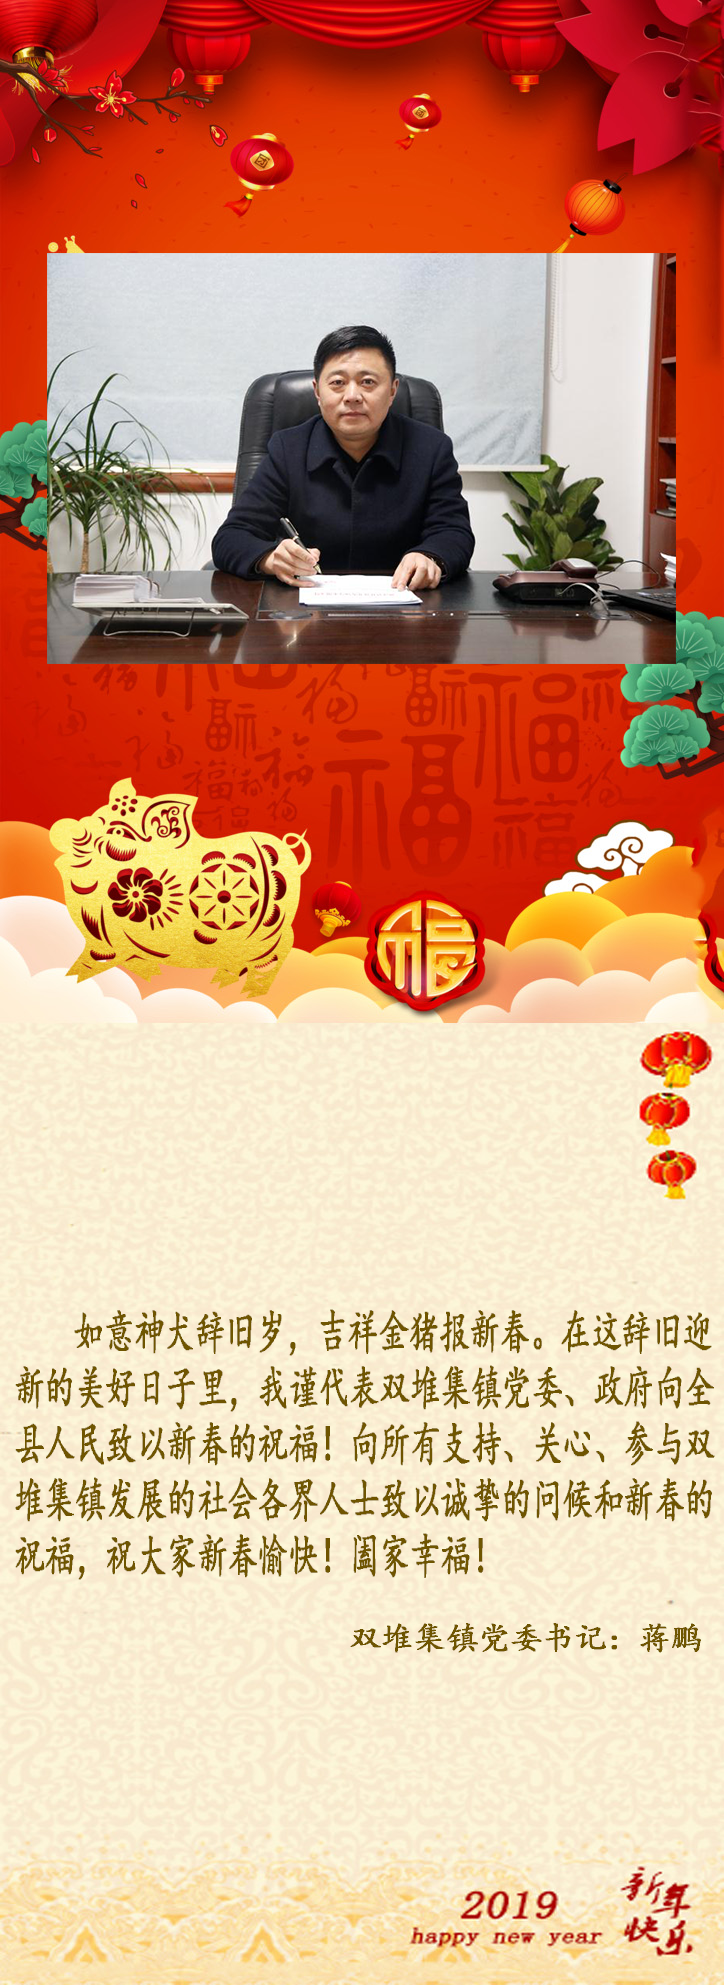 福
如意神犬辞旧岁，吉祥金猪报新春。在这辞旧迎
新的美好日子里，我谨代表双堆集镇党委、政府向全
县人民致以新春的祝福！向所有支持、关心、参与双
堆集镇发展的社会各界人士致以诚挚的问候和新春的
祝福，祝大家新春愉快！阖家幸福！
双堆集镇党委书记：蒋鹏
2019
happy new year
新年
快乐